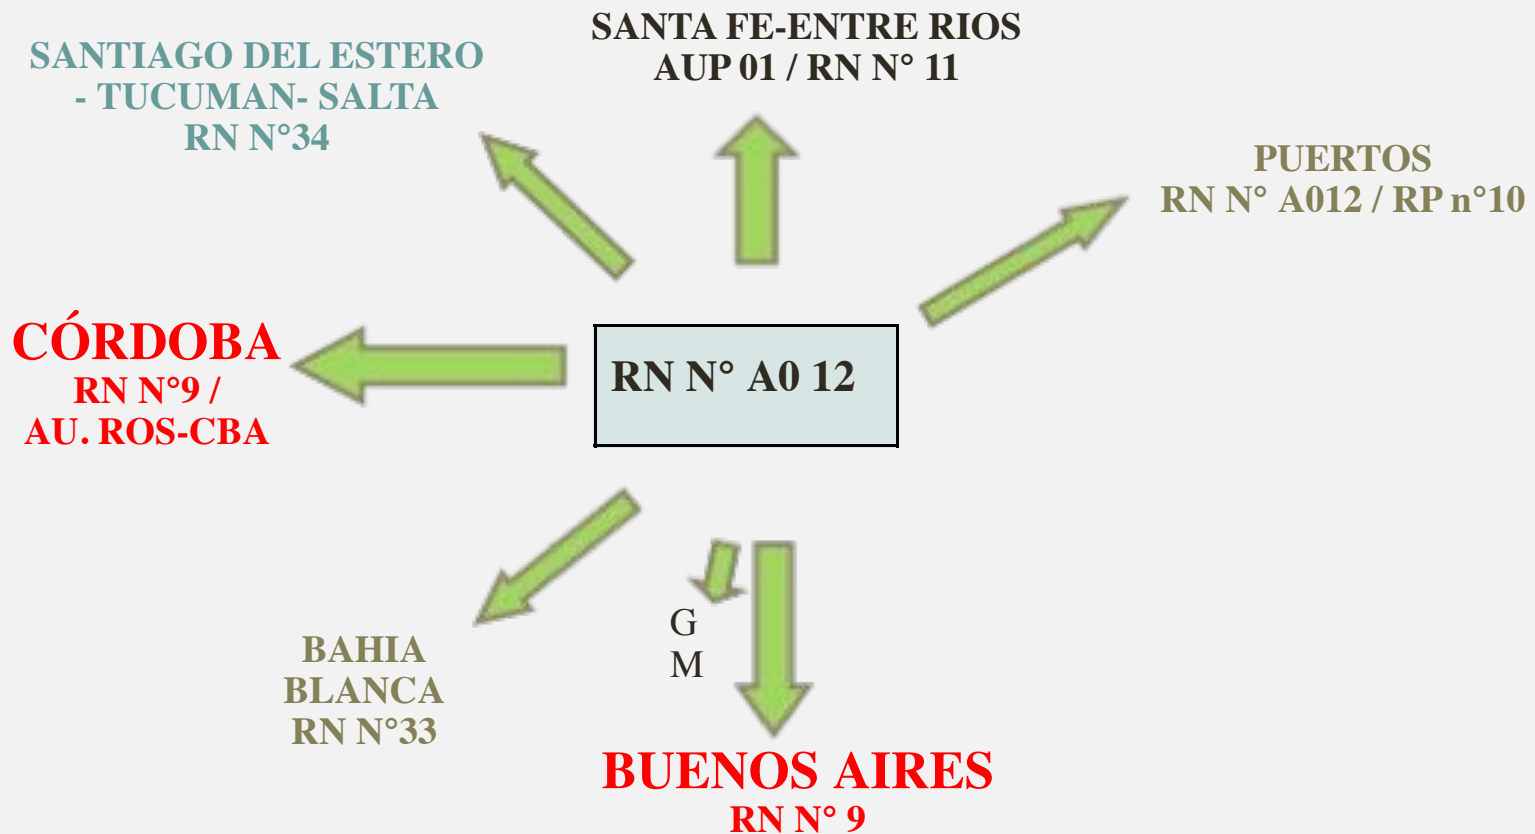 SANTA FE-ENTRE RIOS
AUP 01 / RN N° 11
SANTIAGO DEL ESTERO
- TUCUMAN- SALTA
RN N°34
PUERTOS
RN N° A012 / RP n°10
CÓRDOBA
RN N°9 /
AU. ROS-CBA
RN N° A0 12
G
M
BAHIA
BLANCA
RN N°33
BUENOS AIRES
RN N° 9